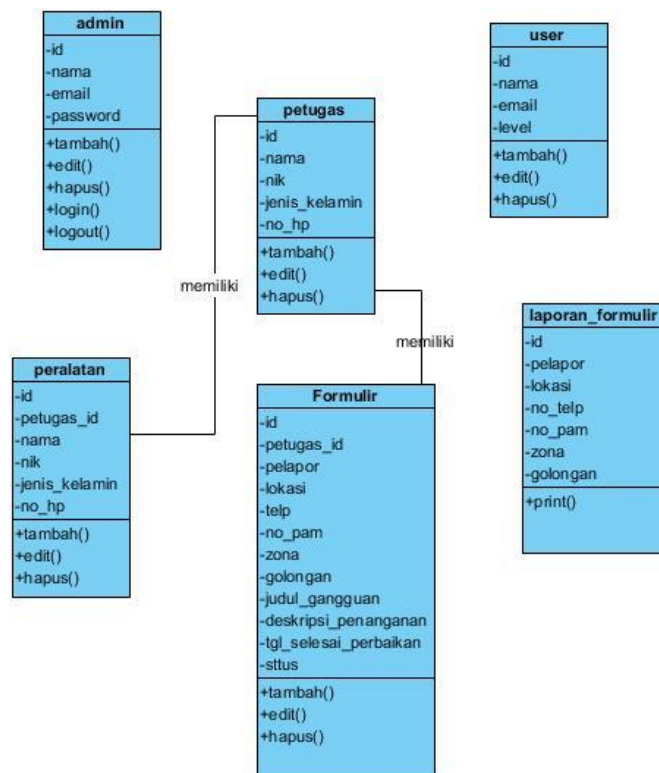 admin
-id
-nama
-email
-password
+tambah()
+edit()
+hapus()
+login()
+logout()
user
-id
-nama
-email
-level
+tambah()
+edit()
+hapus()
petugas
-id
-nama
-nik
-jenis_kelamin
-no_hp
+tambah()
+edit()
+hapus()
memiliki
memiliki
peralatan
-id
-petugas_id
-nama
-nik
-jenis_kelamin
-no_hp
+tambah()
+edit()
+hapus()
Formulir
-id
-petugas_id
-pelapor
-lokasi
-telp
-no_pam
-zona
-golongan
-judul_gangguan
-deskripsi_penanganan
-tgl_selesai_perbaikan
-sttus
+tambah()
+edit()
+hapus()
laporan_formulir
-id
-pelapor
-lokasi
-no_telp
-no_pam
-zona
-golongan
+print()